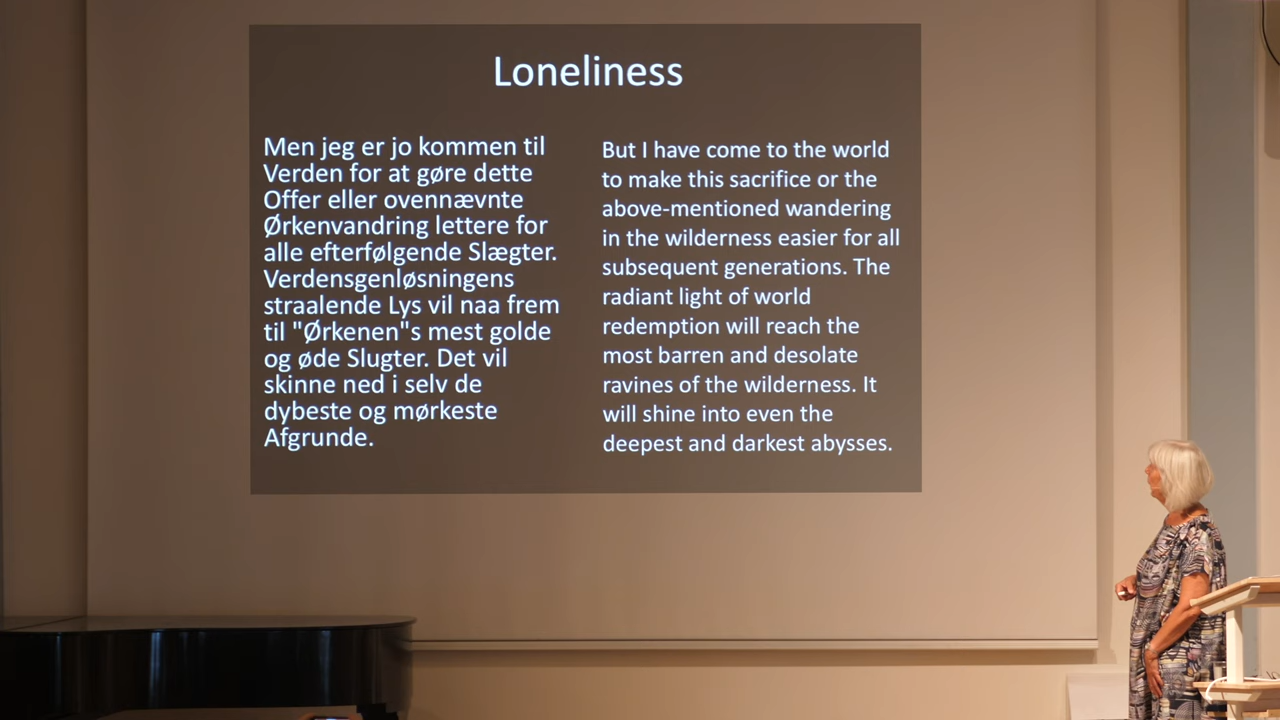 Loneliness
Men jeg er jo kommen til
Verden for at gøre dette
Offer eller ovennævnte
Ørkenvandring lettere for
alle efterfølgende Slægter.
Verdensgenløsningens
straalende Lys vil naa frem
til "Ørkenen"s mest golde
og øde Slugter. Det vil
skinne ned i selv de
dybeste og mørkeste
Afgrunde.
But I have come to the world
to make this sacrifice or the
above-mentioned wandering
in the wilderness easier for all
subsequent generations. The
radiant light of world
redemption will reach the
most barren and desolate
ravines of the wilderness. It
will shine into even the
deepest and darkest abysses.